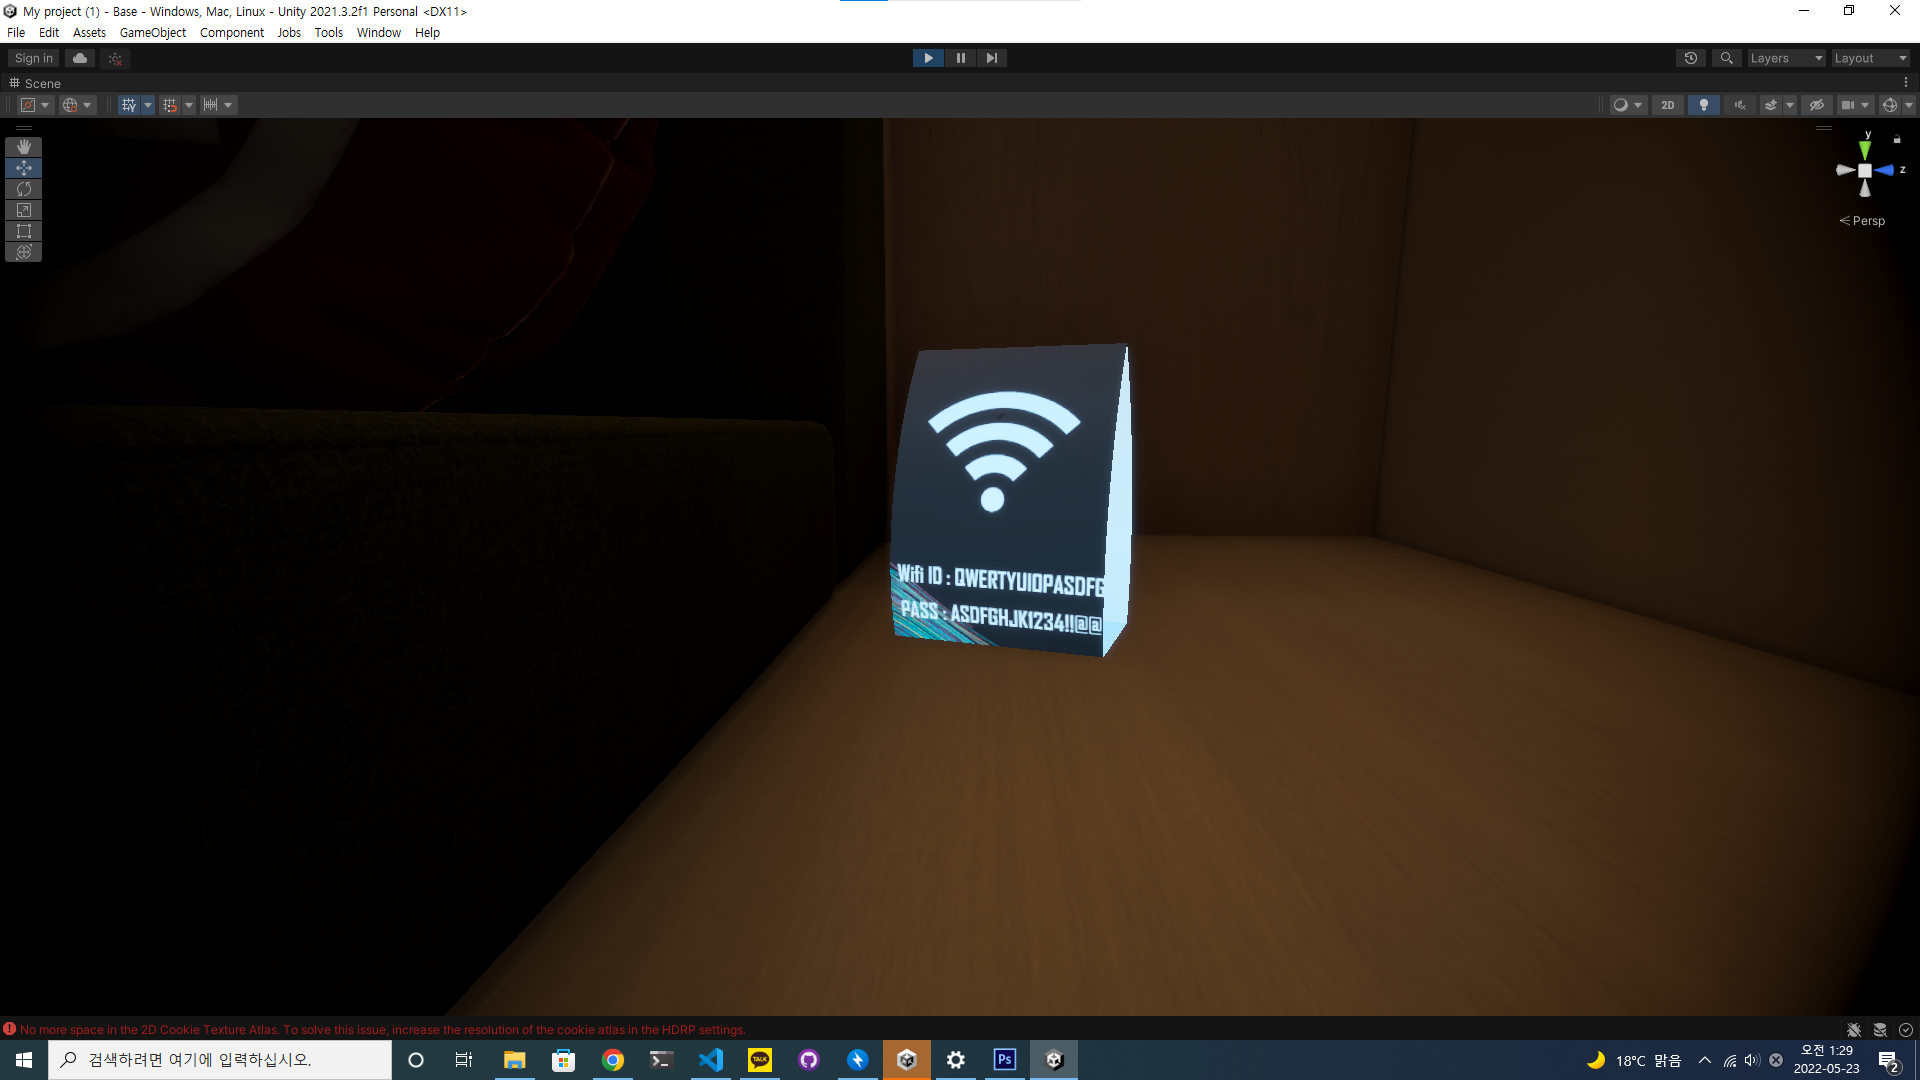 My project (1) - Base - Windows, Mac, Linux - Unity 2021.3.2f1 Personal <DX11>
File Edit Assets GameObject Component Jobs Tools Window Help
Sign in
Layers
Layout
Scene
2D
y
z
Persp
Wifi ID : QWERTYUIOPASDFG
PASS : ASDFGHJK1234!!@@
No more space in the 2D Cookie Texture Atlas. To solve this issue, increase the resolution of the cookie atlas in the HDRP settings.
검색하려면 여기에 입력하십시오.
TALK
Ps
18°C 맑음
오전 1:29
2022-05-23
2